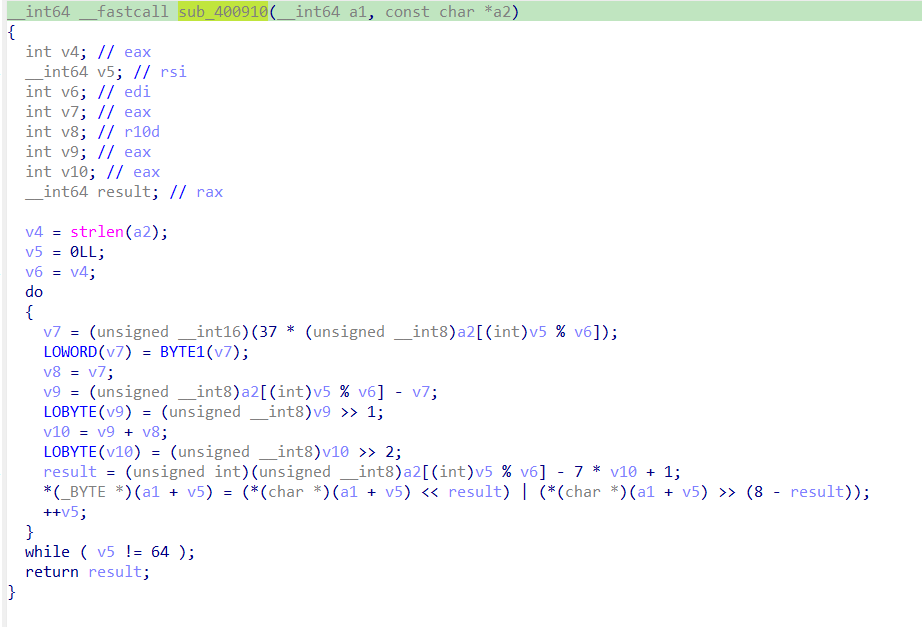 __int64 __fastcall sub_400910(__int64 a1, const char *a2)
{
  int v4; // eax
  __int64 v5; // rsi
  int v6; // edi
  int v7; // eax
  int v8; // r10d
  int v9; // eax
  int v10; // eax
  __int64 result; // rax

  v4 = strlen(a2);
  v5 = 0LL;
  v6 = v4;
  do
  {
    v7 = (unsigned __int16)(37 * (unsigned __int8)a2[(int)v5 % v6]);
    LOWORD(v7) = BYTE1(v7);
    v8 = v7;
    v9 = (unsigned __int8)a2[(int)v5 % v6] - v7;
    LOBYTE(v9) = (unsigned __int8)v9 >> 1;
    v10 = v9 + v8;
    LOBYTE(v10) = (unsigned __int8)v10 >> 2;
    result = (unsigned int)(unsigned __int8)a2[(int)v5 % v6] - 7 * v10 + 1;
    *(_BYTE *)(a1 + v5) = (*(char *)(a1 + v5) << result) | (*(char *)(a1 + v5) >> (8 - result));
    ++v5;
  }
  while ( v5 != 64 );
  return result;
}